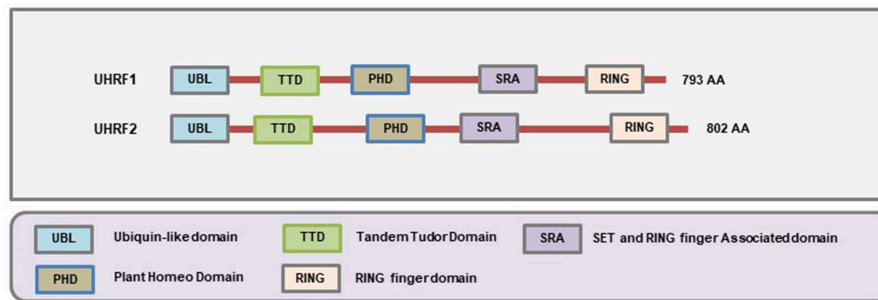 UHRF1 UBL TTD PHD SRA RING 793 AA
UHRF2 UBL TTD PHD SRA RING 802 AA
UBL Ubiquin-like domain TTD Tandem Tudor Domain SRA SET and RING finger Associated domain
PHD Plant Homeo Domain RING RING finger domain